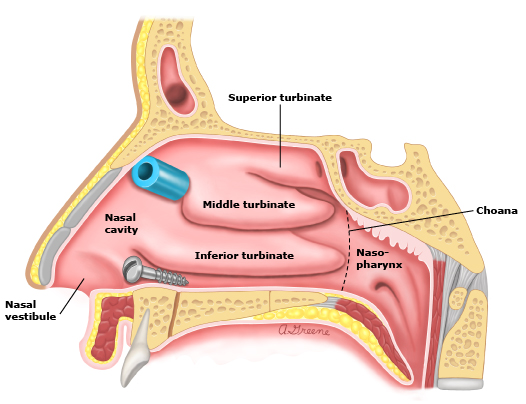 Superior turbinate
Middle turbinate
Choana
Nasal
cavity
Inferior turbinate
Naso-
pharynx
Nasal
vestibule
A.Greene